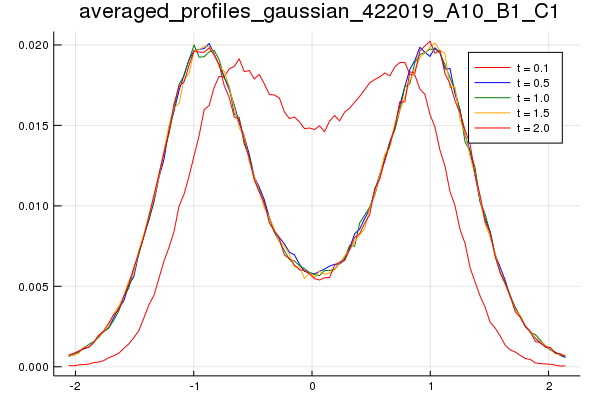 averaged_profiles_gaussian_422019_A10_B1_C1
0.020
0.015
0.010
0.005
0.000
-2
-1
0
1
2
t = 0.1
t = 0.5
t = 1.0
t = 1.5
t = 2.0